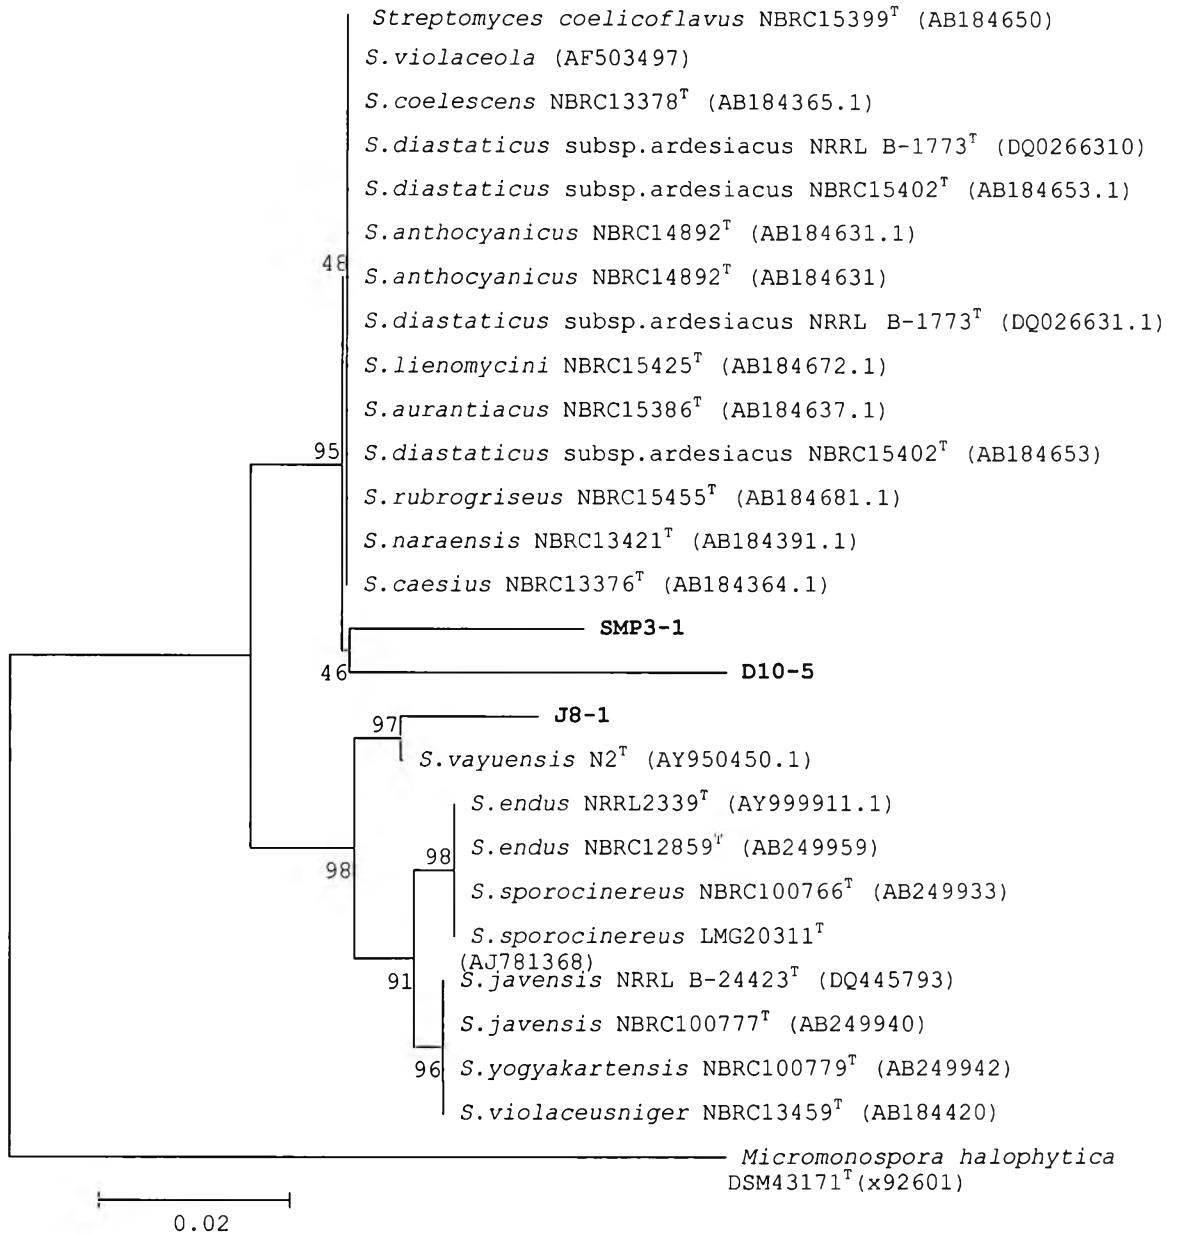 Streptomyces coelicoflavus NBRC15399ᵀ (AB184650)
S.violaceola (AF503497)
S.coelescens NBRC13378ᵀ (AB184365.1)
S.diastaticus subsp.ardesiacus NRRL B-1773ᵀ (DQ0266310)
S.diastaticus subsp.ardesiacus NBRC15402ᵀ (AB184653.1)
S.anthocyanicus NBRC14892ᵀ (AB184631.1)
48
S.anthocyanicus NBRC14892ᵀ (AB184631)
S.diastaticus subsp.ardesiacus NRRL B-1773ᵀ (DQ026631.1)
S.lienomycini NBRC15425ᵀ (AB184672.1)
S.aurantiacus NBRC15386ᵀ (AB184637.1)
95
S.diastaticus subsp.ardesiacus NBRC15402ᵀ (AB184653)
S.rubrogriseus NBRC15455ᵀ (AB184681.1)
S.naraensis NBRC13421ᵀ (AB184391.1)
S.caesius NBRC13376ᵀ (AB184364.1)
SMP3-1
46
D10-5
J8-1
97
S.vayuensis N2ᵀ (AY950450.1)
S.endus NRRL2339ᵀ (AY999911.1)
S.endus NBRC12859ᵀ (AB249959)
98
98
S.sporocinereus NBRC100766ᵀ (AB249933)
S.sporocinereus LMG20311ᵀ
(AJ781368)
91
S.javensis NRRL B-24423ᵀ (DQ445793)
S.javensis NBRC100777ᵀ (AB249940)
96
S.yogyakartensis NBRC100779ᵀ (AB249942)
S.violaceusniger NBRC13459ᵀ (AB184420)
Micromonospora halophytica
DSM43171ᵀ(x92601)
0.02